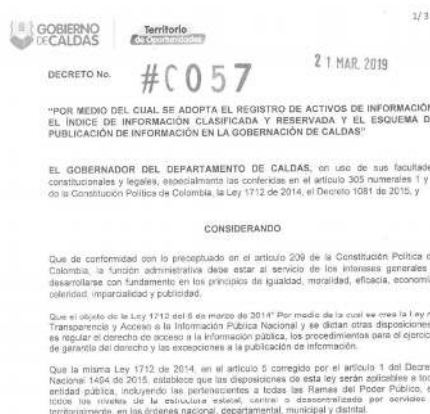 1/3
GOBIERNO
DE CALDAS
Territorio
de Oportunidades
DECRETO No.
#C057
21 MAR. 2019
"POR MEDIO DEL CUAL SE ADOPTA EL REGISTRO DE ACTIVOS DE INFORMACIÓN
EL ÍNDICE DE INFORMACIÓN CLASIFICADA Y RESERVADA Y EL ESQUEMA D
PUBLICACIÓN DE INFORMACIÓN EN LA GOBERNACIÓN DE CALDAS"
EL GOBERNADOR DEL DEPARTAMENTO DE CALDAS, en uso de sus facultade
constitucionales y legales, especialmente las conferidas en el artículo 305 numerales 1 y
de la Constitución Política de Colombia, la Ley 1712 de 2014, el Decreto 1081 de 2015, y
CONSIDERANDO
Que de conformidad con lo preceptuado en el artículo 209 de la Constitución Política d
Colombia, la función administrativa debe estar al servicio de los intereses generales
desarrollarse con fundamento en los principios de igualdad, moralidad, eficacia, economí
celeridad, imparcialidad y publicidad.
Que el objeto de la Ley 1712 del 6 de marzo de 2014" Por medio de la cual se crea la Ley
Transparencia y Acceso a la Información Pública Nacional y se dictan otras disposiciones
es regular el derecho de acceso a la información pública, los procedimientos para el ejercic
de garantía del derecho y las excepciones a la publicación de información.
Que la misma Ley 1712 de 2014, en el artículo 5 corregido por el artículo 1 del Decre
Nacional 1494 de 2015, establece que las disposiciones de esta ley serán aplicables a tod
entidad pública, incluyendo las pertenecientes a todas las Ramas del Poder Público, e
todos los niveles de la estructura estatal, central o descentralizada por servicios
territorialmente, en los órdenes nacional, departamental, municipal y distrital.